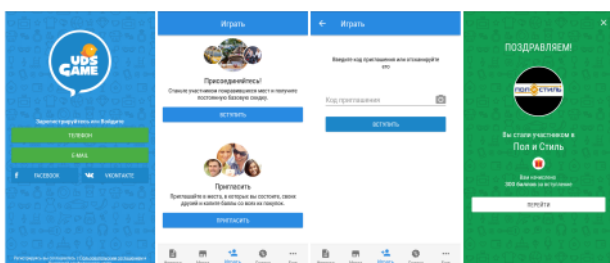 UDS
GAME
Зарегистрируйтесь или Войдите
ТЕЛЕФОН
E-MAIL
FACEBOOK
VKONTAKTE
Играть
Присоединяйтесь!
Станьте участником понравившихся мест и получите
постоянную базовую скидку.
ВСТУПИТЬ
Пригласить
Приглашайте в места, в которых вы состоите, своих
друзей и копите баллы со всех их покупок.
ПРИГЛАСИТЬ
Играть
Введите код приглашения или отсканируйте
его
Код приглашения
ВСТУПИТЬ
ПОЗДРАВЛЯЕМ!
ПОЛ СТИЛЬ
Вы стали участником в
Пол и Стиль
Вам начислено
300 баллов за вступление
ПЕРЕЙТИ